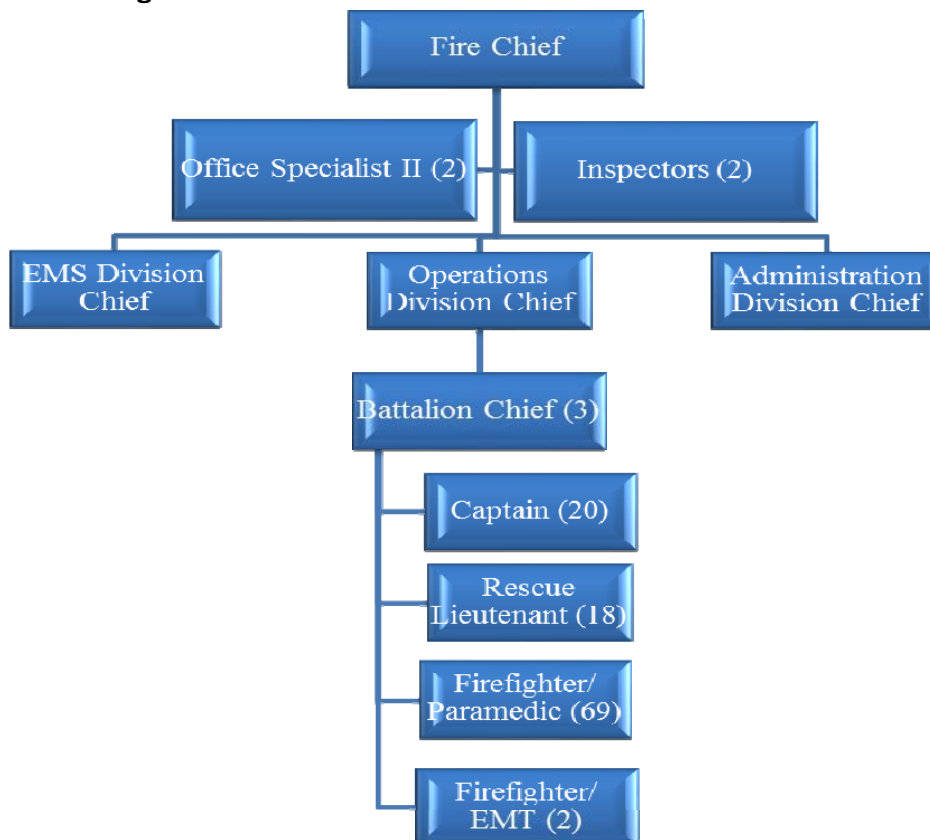 Fire Chief
Office Specialist II (2)
Inspectors (2)
EMS Division
Chief
Operations
Division Chief
Administration
Division Chief
Battalion Chief (3)
Captain (20)
Rescue
Lieutenant (18)
Firefighter/
Paramedic (69)
Firefighter/
EMT (2)